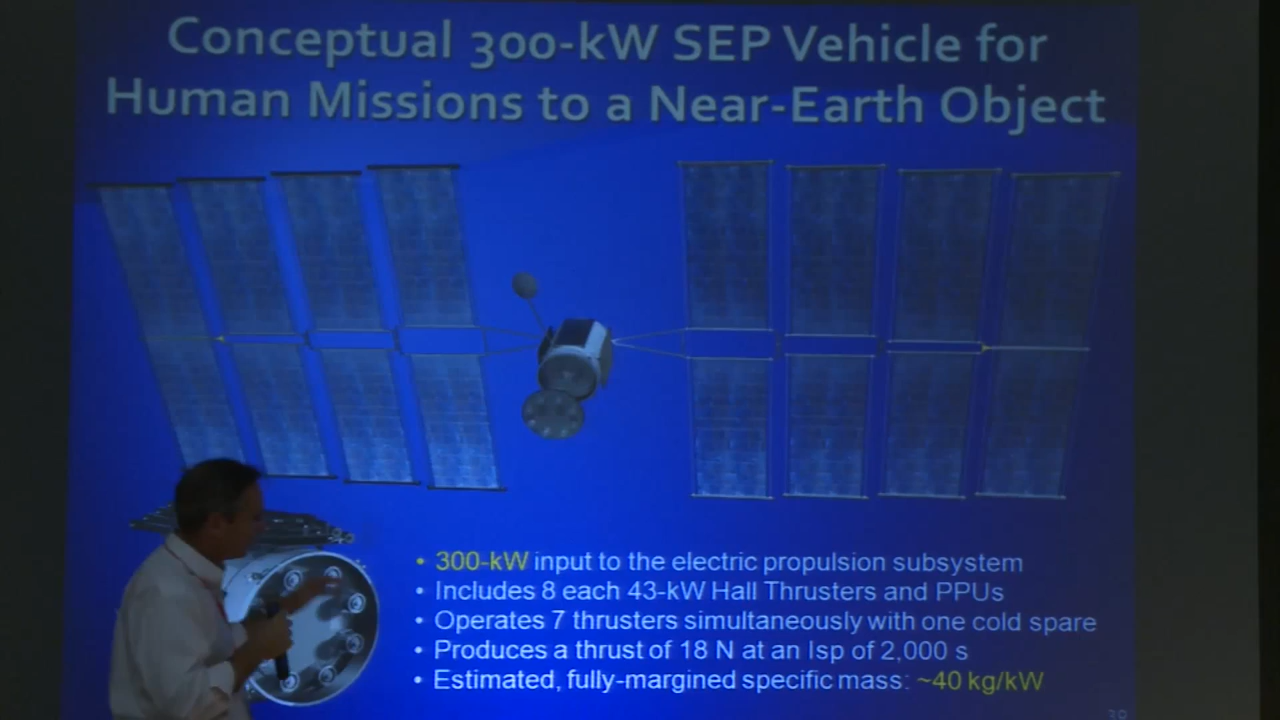 Conceptual 300-kW SEP Vehicle for
Human Missions to a Near-Earth Object
• 300-kW input to the electric propulsion subsystem
• Includes 8 each 43-kW Hall Thrusters and PPUs
• Operates 7 thrusters simultaneously with one cold spare
• Produces a thrust of 18 N at an Isp of 2,000 s
• Estimated, fully-margined specific mass: ~40 kg/kW